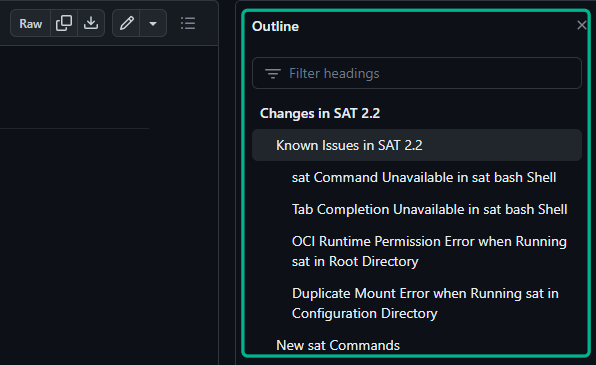 Raw
Outline
Filter headings
Changes in SAT 2.2
Known Issues in SAT 2.2
sat Command Unavailable in sat bash Shell
Tab Completion Unavailable in sat bash Shell
OCI Runtime Permission Error when Running
sat in Root Directory
Duplicate Mount Error when Running sat in
Configuration Directory
New sat Commands